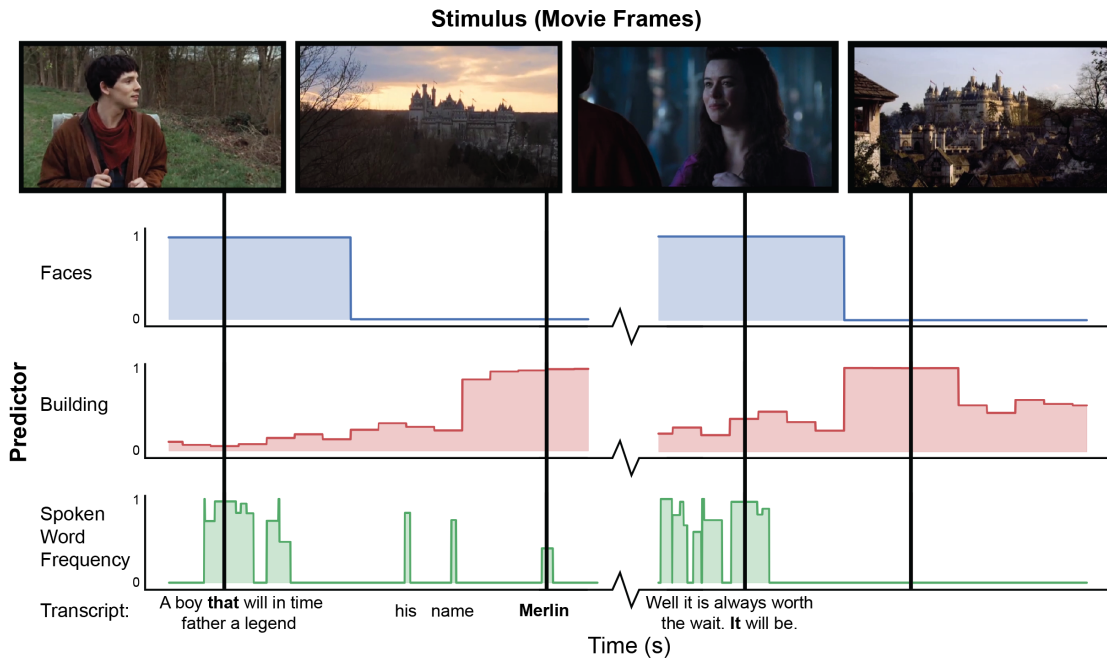 Stimulus (Movie Frames)
Predictor
Faces
1
0
Building
1
0
Spoken
Word
Frequency
1
0
Transcript:
A boy that will in time
father a legend
his name
Merlin
Well it is always worth
the wait. It will be.
Time (s)